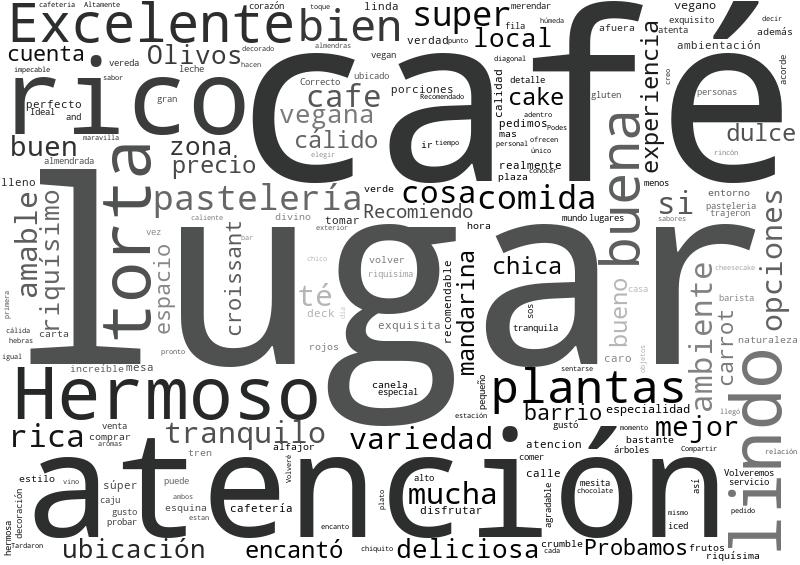 cafeteria Altamente corazón toque linda merendar vegano decir
Excelente bien super fila exquisito afuera atenta además
cuenta vereda Olivos decorado almendras verdad punto local ambientación
impecable leche hacen vegan diagonal experiencia acorde
rico café
sabor ubicado Correcto detalle creo
perfecto gran cafe porciones calidad cake gluten personas
Ideal and vegana Recomendado adentro
maravilla cálido pedimos Podes dulce
buen zona ir tiempo mas personal ofrecen
almendrada precio elegir realmente único rincón
lleno torta plaza conocer buena menos
pastelería verde cosa comida si entorno
amable riquísimo caliente divino tomar Recomiendo mundo lugares sabores pasteleria
vez exterior hora trajeron
lugar
espacio croissant bar chico volver riquisima recomendable mandarina chica opciones
té deck día sos bueno casa ambiente cheesecake
primera exquisita tranquila barista
cálida hebras carta rojos carrot naturaleza
igual pronto caro objetos
increíble mesa canela especial sentarse
Hermoso pequeño plantas lindo
estación barrio especialidad llegó
rica venta tranquilo variedad atencion gustó momento mejor
comprar aromas alfajor bastante
tren comer árboles Compartir relación
atención
estilo vino súper puede Volveré alto calle así Volveremos
caju ambos plato mucha mesita servicio
decoración gusto esquina cafetería disfrutar agradable chocolate pedido
probar estan encanto mismo iced
hermosa Tardaron ubicación encantó chiquito deliciosa crumble cada Probamos frutos
riquísima
húmeda